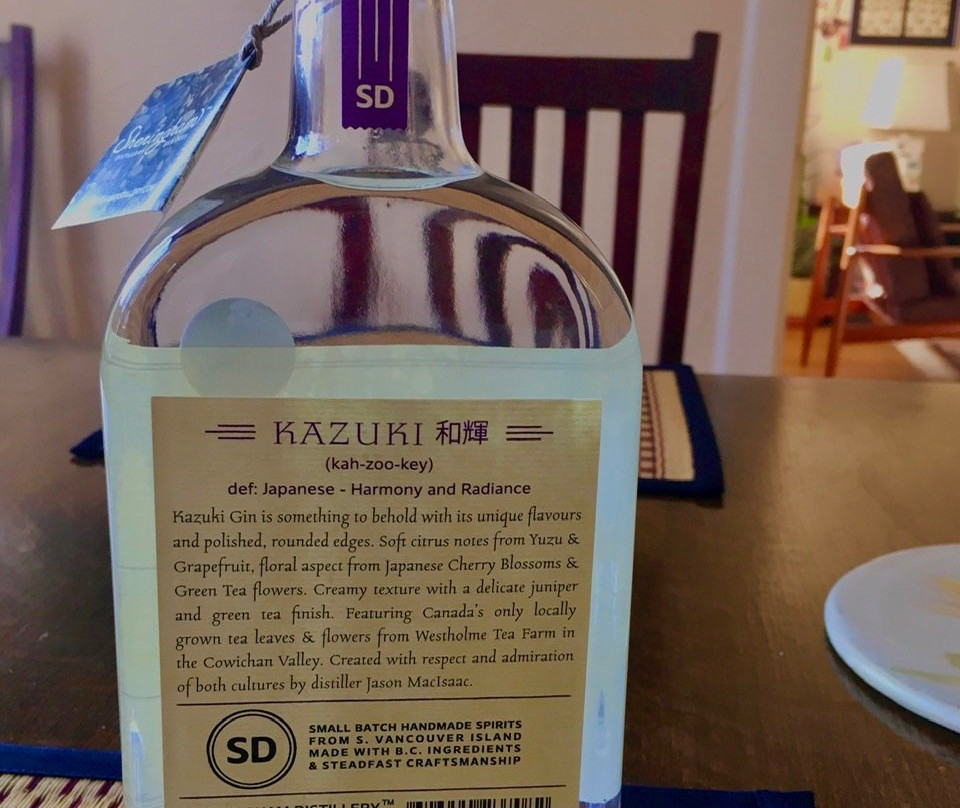 SD
Sheringham
KAZUKI 和輝
(kah-zoo-key)
def: Japanese - Harmony and Radiance
Kazuki Gin is something to behold with its unique flavours
and polished, rounded edges. Soft citrus notes from Yuzu &
Grapefruit, floral aspect from Japanese Cherry Blossoms &
Green Tea flowers. Creamy texture with a delicate juniper
and green tea finish. Featuring Canada's only locally
grown tea leaves & flowers from Westholme Tea Farm in
the Cowichan Valley. Created with respect and admiration
of both cultures by distiller Jason MacIsaac.
SD
SMALL BATCH HANDMADE SPIRITS
FROM S. VANCOUVER ISLAND
MADE WITH B.C. INGREDIENTS
& STEADFAST CRAFTSMANSHIP
DISTILLERY™